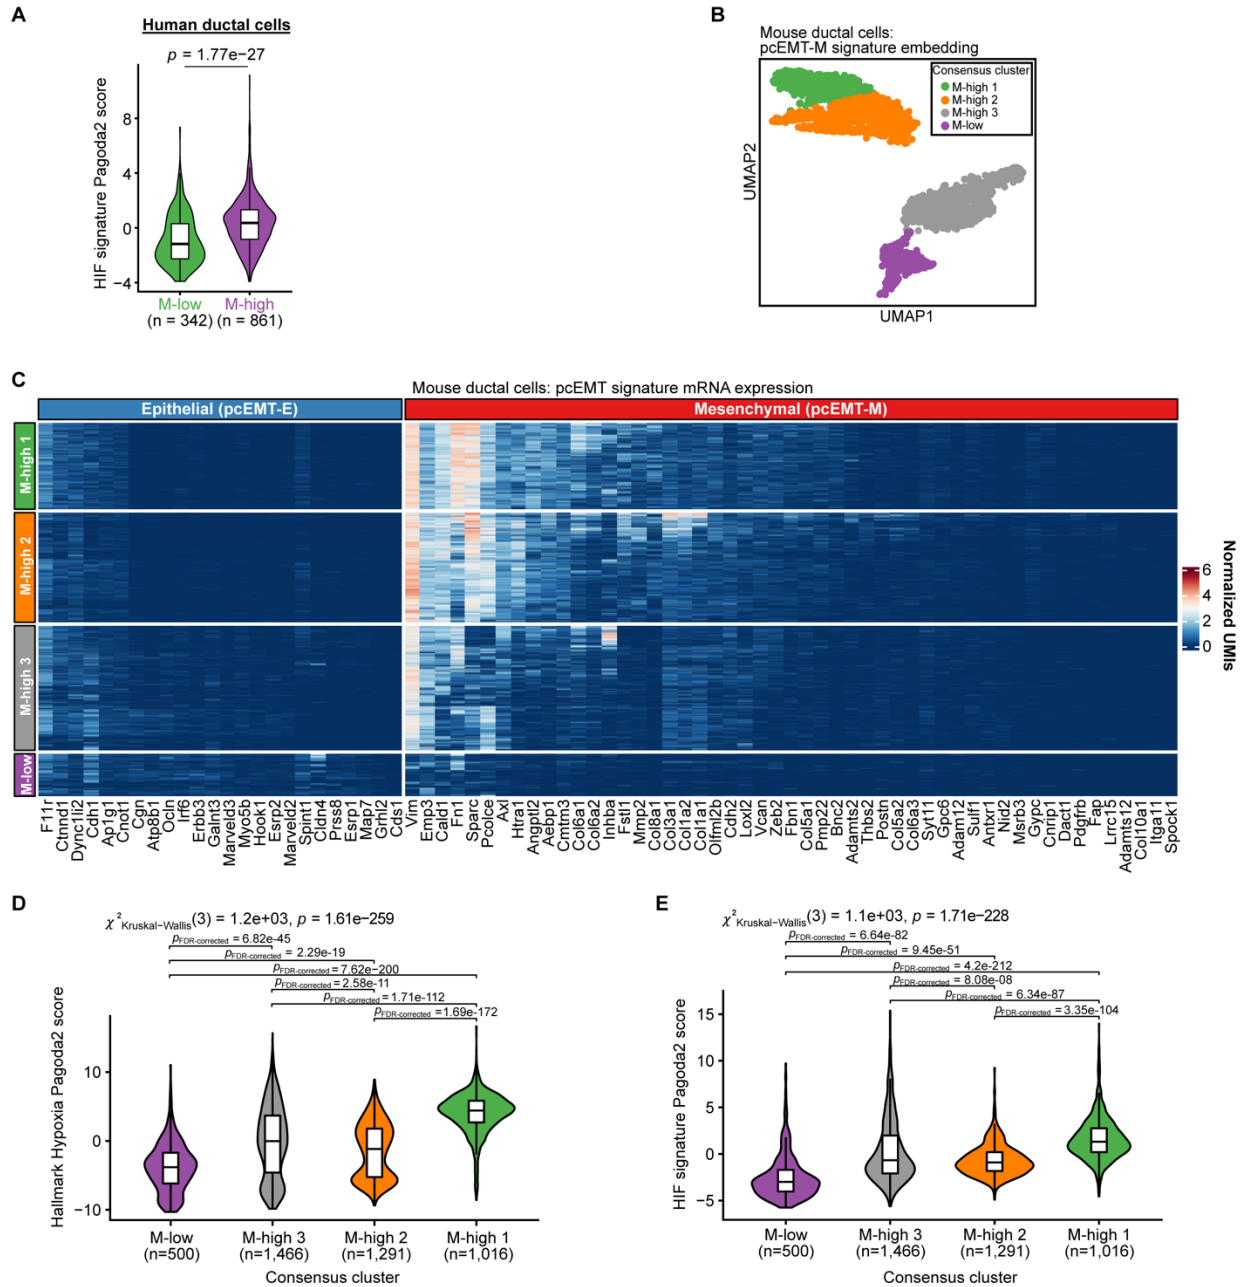 A
Human ductal cells
p = 1.77e−27
HIF signature Pagoda2 score
8
4
0
−4
M-low
(n = 342)
M-high
(n = 861)
B
Mouse ductal cells:
pcEMT-M signature embedding
Consensus cluster
M-high 1
M-high 2
M-high 3
M-low
UMAP2
UMAP1
C
Mouse ductal cells: pcEMT signature mRNA expression
Epithelial (pcEMT-E)
Mesenchymal (pcEMT-M)
M-high 1
M-high 2
M-high 3
M-low
Normalized UMIs
6
4
2
0
F11r
Ctnnd1
Dync1li2
Cdh1
Ap1g1
Cnot1
Cgn
Atp8b1
Ocln
Irf6
Erbb3
Galnt3
Marveld3
Myo5b
Hook1
Esrp2
Marveld2
Spint1
Cldn4
Prss8
Esrp1
Map7
Grhl2
Cds1
Vim
Emp3
Cald1
Fn1
Sparc
Pcolce
Axl
Htra1
Angptl2
Aebp1
Cmtm3
Col6a1
Col6a2
Inhba
Fstl1
Mmp2
Col8a1
Col3a1
Col1a2
Col1a1
Olfml2b
Cdh2
Loxl2
Vcan
Zeb2
Fbn1
Col5a1
Pmp22
Bnc2
Adamts2
Thbs2
Postn
Col5a2
Col6a3
Syt11
Gpc6
Adam12
Sulf1
Antxr1
Nid2
Msrb3
Gypc
Cnrip1
Dact1
Pdgfrb
Fap
Lrrc15
Adamts12
Col10a1
Itga11
Spock1
D
χ²Kruskal−Wallis(3) = 1.2e+03, p = 1.61e−259
pFDR-corrected = 6.82e-45
pFDR-corrected = 2.29e-19
pFDR-corrected = 7.62e−200
pFDR-corrected = 2.58e-11
pFDR-corrected = 1.71e-112
pFDR-corrected = 1.69e-172
Hallmark Hypoxia Pagoda2 score
10
0
−10
M-low
(n=500)
M-high 3
(n=1,466)
M-high 2
(n=1,291)
M-high 1
(n=1,016)
Consensus cluster
E
χ²Kruskal−Wallis(3) = 1.1e+03, p = 1.71e−228
pFDR-corrected = 6.64e-82
pFDR-corrected = 9.45e-51
pFDR-corrected = 4.2e-212
pFDR-corrected = 8.08e-08
pFDR-corrected = 6.34e-87
pFDR-corrected = 3.35e-104
HIF signature Pagoda2 score
15
10
5
0
−5
M-low
(n=500)
M-high 3
(n=1,466)
M-high 2
(n=1,291)
M-high 1
(n=1,016)
Consensus cluster